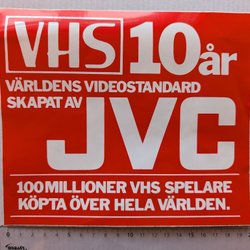 VHS 10 år
VÄRLDENS VIDEOSTANDARD
SKAPAT AV
JVC
100 MILLIONER VHS SPELARE
KÖPTA ÖVER HELA VÄRLDEN.